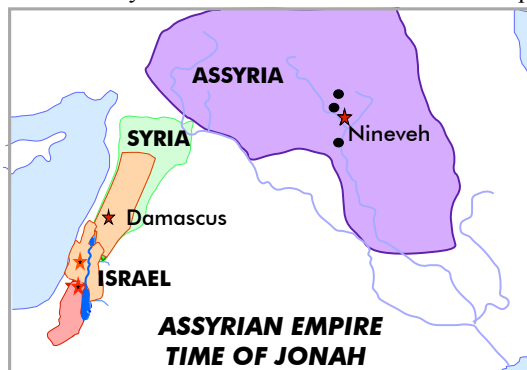 ASSYRIA
Nineveh
SYRIA
Damascus
ISRAEL
ASSYRIAN EMPIRE
TIME OF JONAH